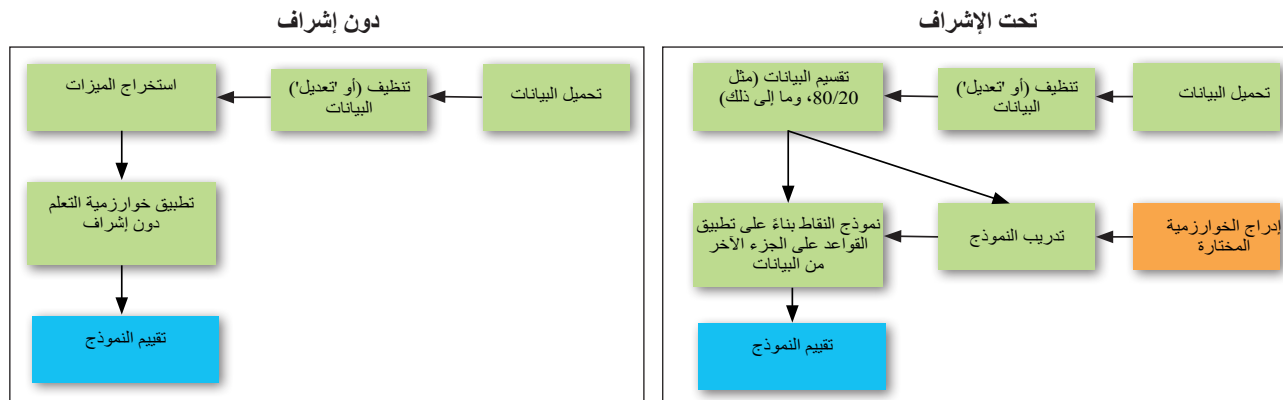 تحت الإشراف
تحميل البيانات
تنظيف (أو 'تعديل')
البيانات
تقسيم البيانات (مثل
80/20، وما إلى ذلك)
إدراج الخوارزمية
المختارة
تدريب النموذج
نموذج النقاط بناءً على تطبيق
القواعد على الجزء الآخر
من البيانات
تقييم النموذج
دون إشراف
تحميل البيانات
تنظيف (أو 'تعديل')
البيانات
استخراج الميزات
تطبيق خوارزمية التعلم
دون إشراف
تقييم النموذج